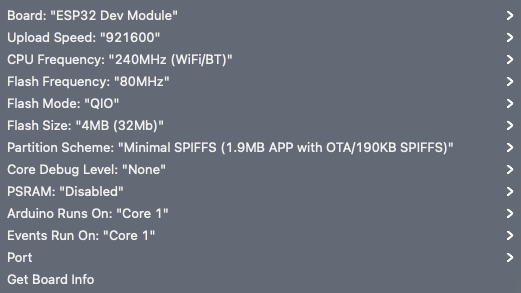 Board: "ESP32 Dev Module"
Upload Speed: "921600"
CPU Frequency: "240MHz (WiFi/BT)"
Flash Frequency: "80MHz"
Flash Mode: "QIO"
Flash Size: "4MB (32Mb)"
Partition Scheme: "Minimal SPIFFS (1.9MB APP with OTA/190KB SPIFFS)"
Core Debug Level: "None"
PSRAM: "Disabled"
Arduino Runs On: "Core 1"
Events Run On: "Core 1"
Port
Get Board Info